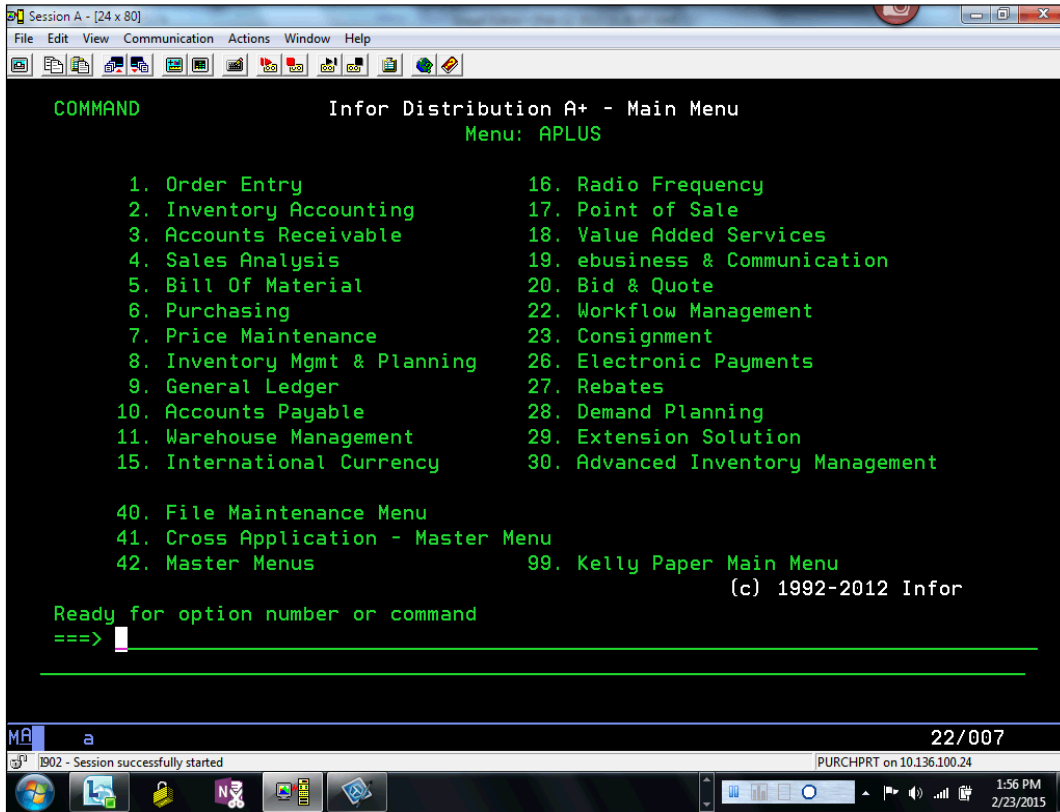 Session A - [24 x 80]
File Edit View Communication Actions Window Help
COMMAND Infor Distribution A+ - Main Menu
Menu: APLUS
1. Order Entry 16. Radio Frequency
2. Inventory Accounting 17. Point of Sale
3. Accounts Receivable 18. Value Added Services
4. Sales Analysis 19. ebusiness & Communication
5. Bill Of Material 20. Bid & Quote
6. Purchasing 22. Workflow Management
7. Price Maintenance 23. Consignment
8. Inventory Mgmt & Planning 26. Electronic Payments
9. General Ledger 27. Rebates
10. Accounts Payable 28. Demand Planning
11. Warehouse Management 29. Extension Solution
15. International Currency 30. Advanced Inventory Management
40. File Maintenance Menu
41. Cross Application - Master Menu
42. Master Menus 99. Kelly Paper Main Menu
(c) 1992-2012 Infor
Ready for option number or command
===>
MA a 22/007
I902 - Session successfully started PURCHPRT on 10.136.100.24
1:56 PM
2/23/2015